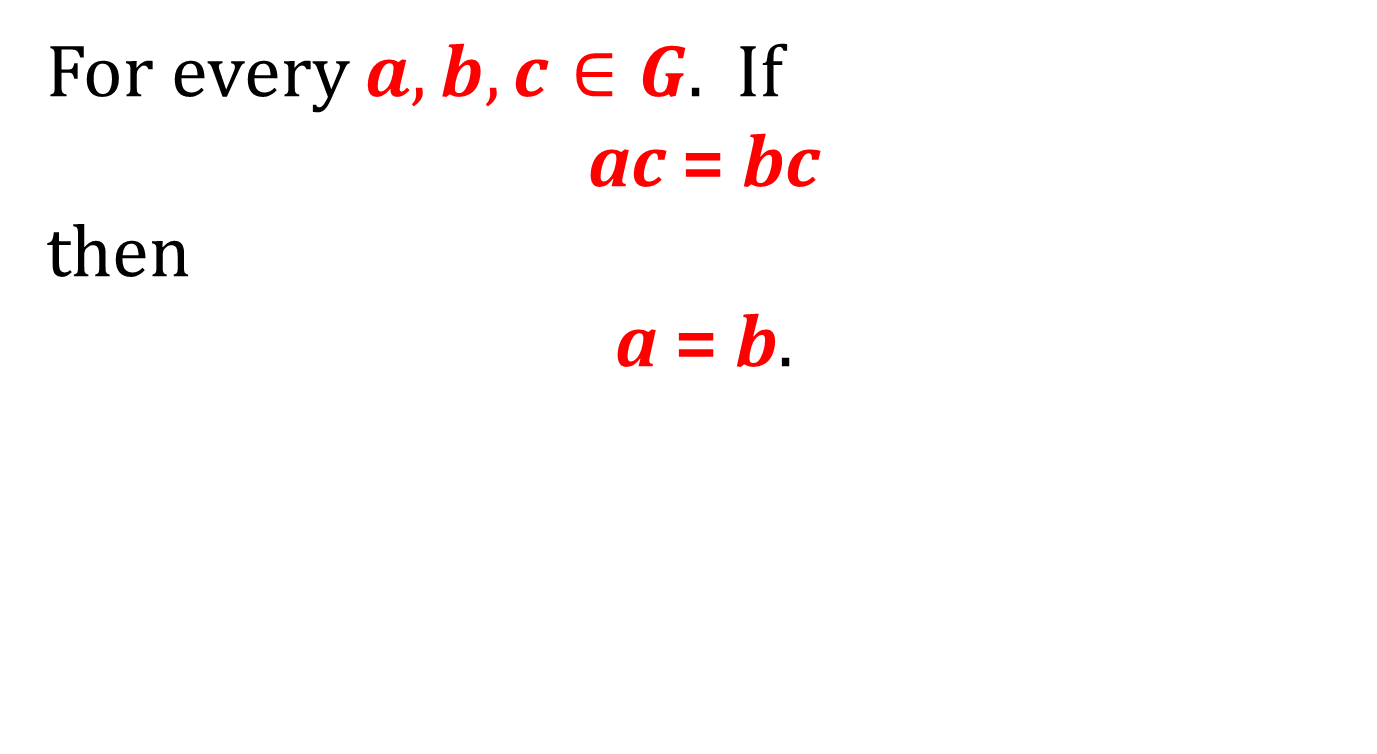 For every a, b, c ∈ G. If
ac = bc
then
a = b.